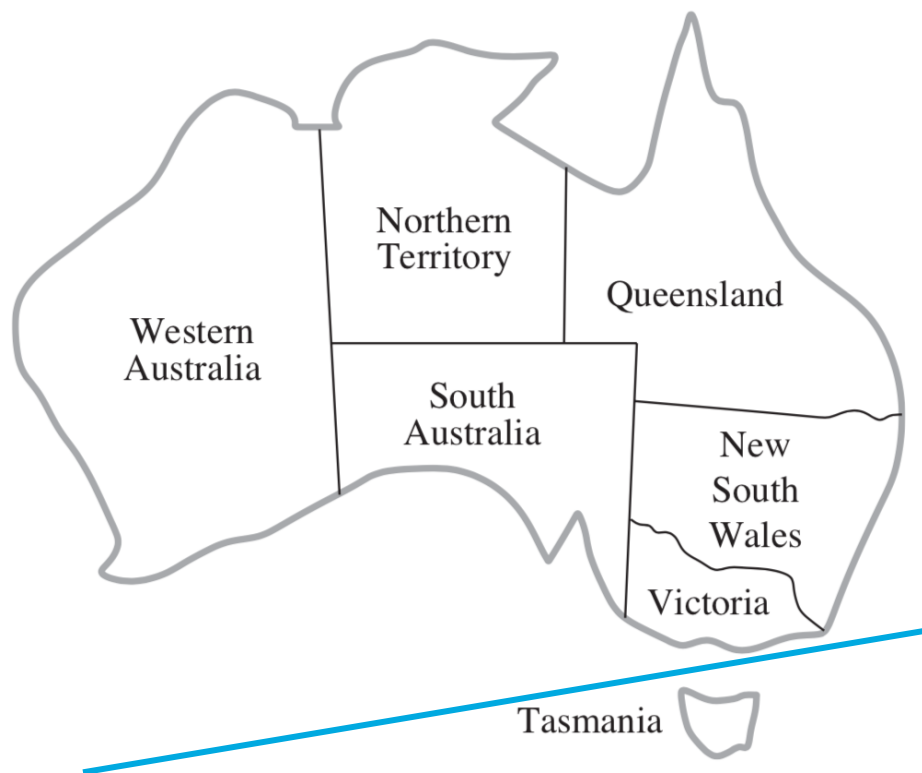 Northern
Territory
Queensland
Western
Australia
South
Australia
New
South
Wales
Victoria
Tasmania